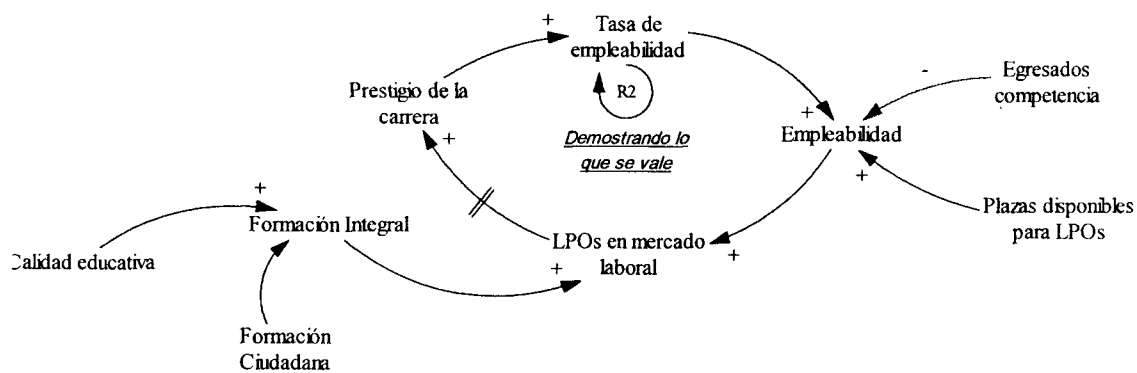 +
Tasa de
empleabilidad
R2
Demostrando lo
que se vale
Prestigio de la
carrera
+
-
Egresados
competencia
+
Empleabilidad
+
Plazas disponibles
para LPOs
+
Formación Integral
LPOs en mercado
laboral
+
+
Calidad educativa
Formación
Ciudadana